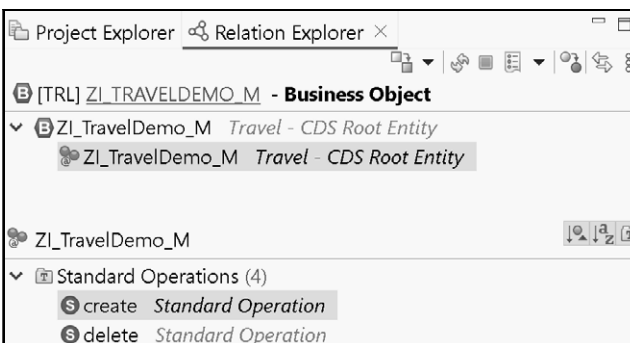 Project Explorer Relation Explorer
[TRL] ZI_TRAVELDEMO_M - Business Object
ZI_TravelDemo_M Travel - CDS Root Entity
ZI_TravelDemo_M Travel - CDS Root Entity
ZI_TravelDemo_M
Standard Operations (4)
create Standard Operation
delete Standard Operation